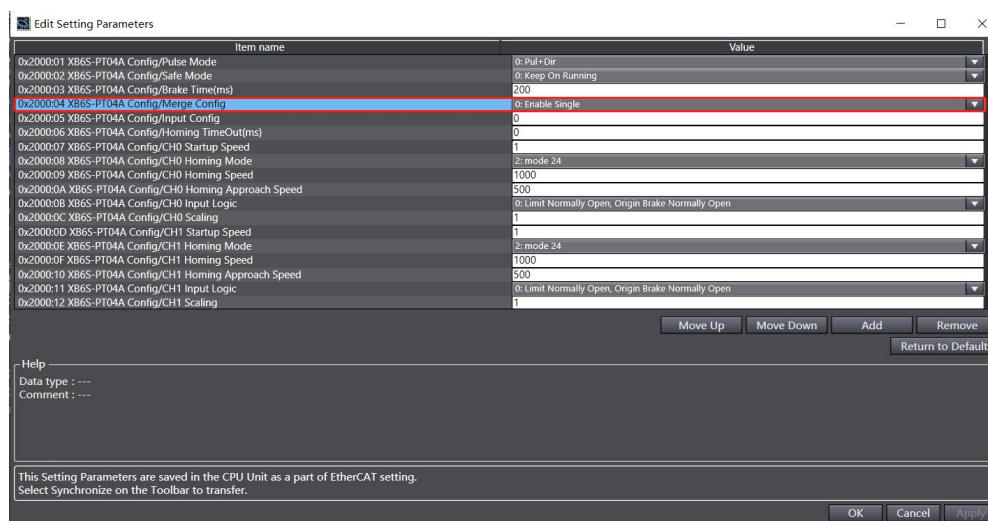 Edit Setting Parameters
Item name Value
0x2000:01 XB6S-PT04A Config/Pulse Mode 0: Pul+Dir
0x2000:02 XB6S-PT04A Config/Safe Mode 0: Keep On Running
0x2000:03 XB6S-PT04A Config/Brake Time(ms) 200
0x2000:04 XB6S-PT04A Config/Merge Config 0: Enable Single
0x2000:05 XB6S-PT04A Config/Input Config 0
0x2000:06 XB6S-PT04A Config/Homing TimeOut(ms) 0
0x2000:07 XB6S-PT04A Config/CH0 Startup Speed 1
0x2000:08 XB6S-PT04A Config/CH0 Homing Mode 2: mode 24
0x2000:09 XB6S-PT04A Config/CH0 Homing Speed 1000
0x2000:0A XB6S-PT04A Config/CH0 Homing Approach Speed 500
0x2000:0B XB6S-PT04A Config/CH0 Input Logic 0: Limit Normally Open, Origin Brake Normally Open
0x2000:0C XB6S-PT04A Config/CH0 Scaling 1
0x2000:0D XB6S-PT04A Config/CH1 Startup Speed 1
0x2000:0E XB6S-PT04A Config/CH1 Homing Mode 2: mode 24
0x2000:0F XB6S-PT04A Config/CH1 Homing Speed 1000
0x2000:10 XB6S-PT04A Config/CH1 Homing Approach Speed 500
0x2000:11 XB6S-PT04A Config/CH1 Input Logic 0: Limit Normally Open, Origin Brake Normally Open
0x2000:12 XB6S-PT04A Config/CH1 Scaling 1
Move Up Move Down Add Remove
Return to Default
Help
Data type : ---
Comment : ---
This Setting Parameters are saved in the CPU Unit as a part of EtherCAT setting.
Select Synchronize on the Toolbar to transfer.
OK Cancel Apply